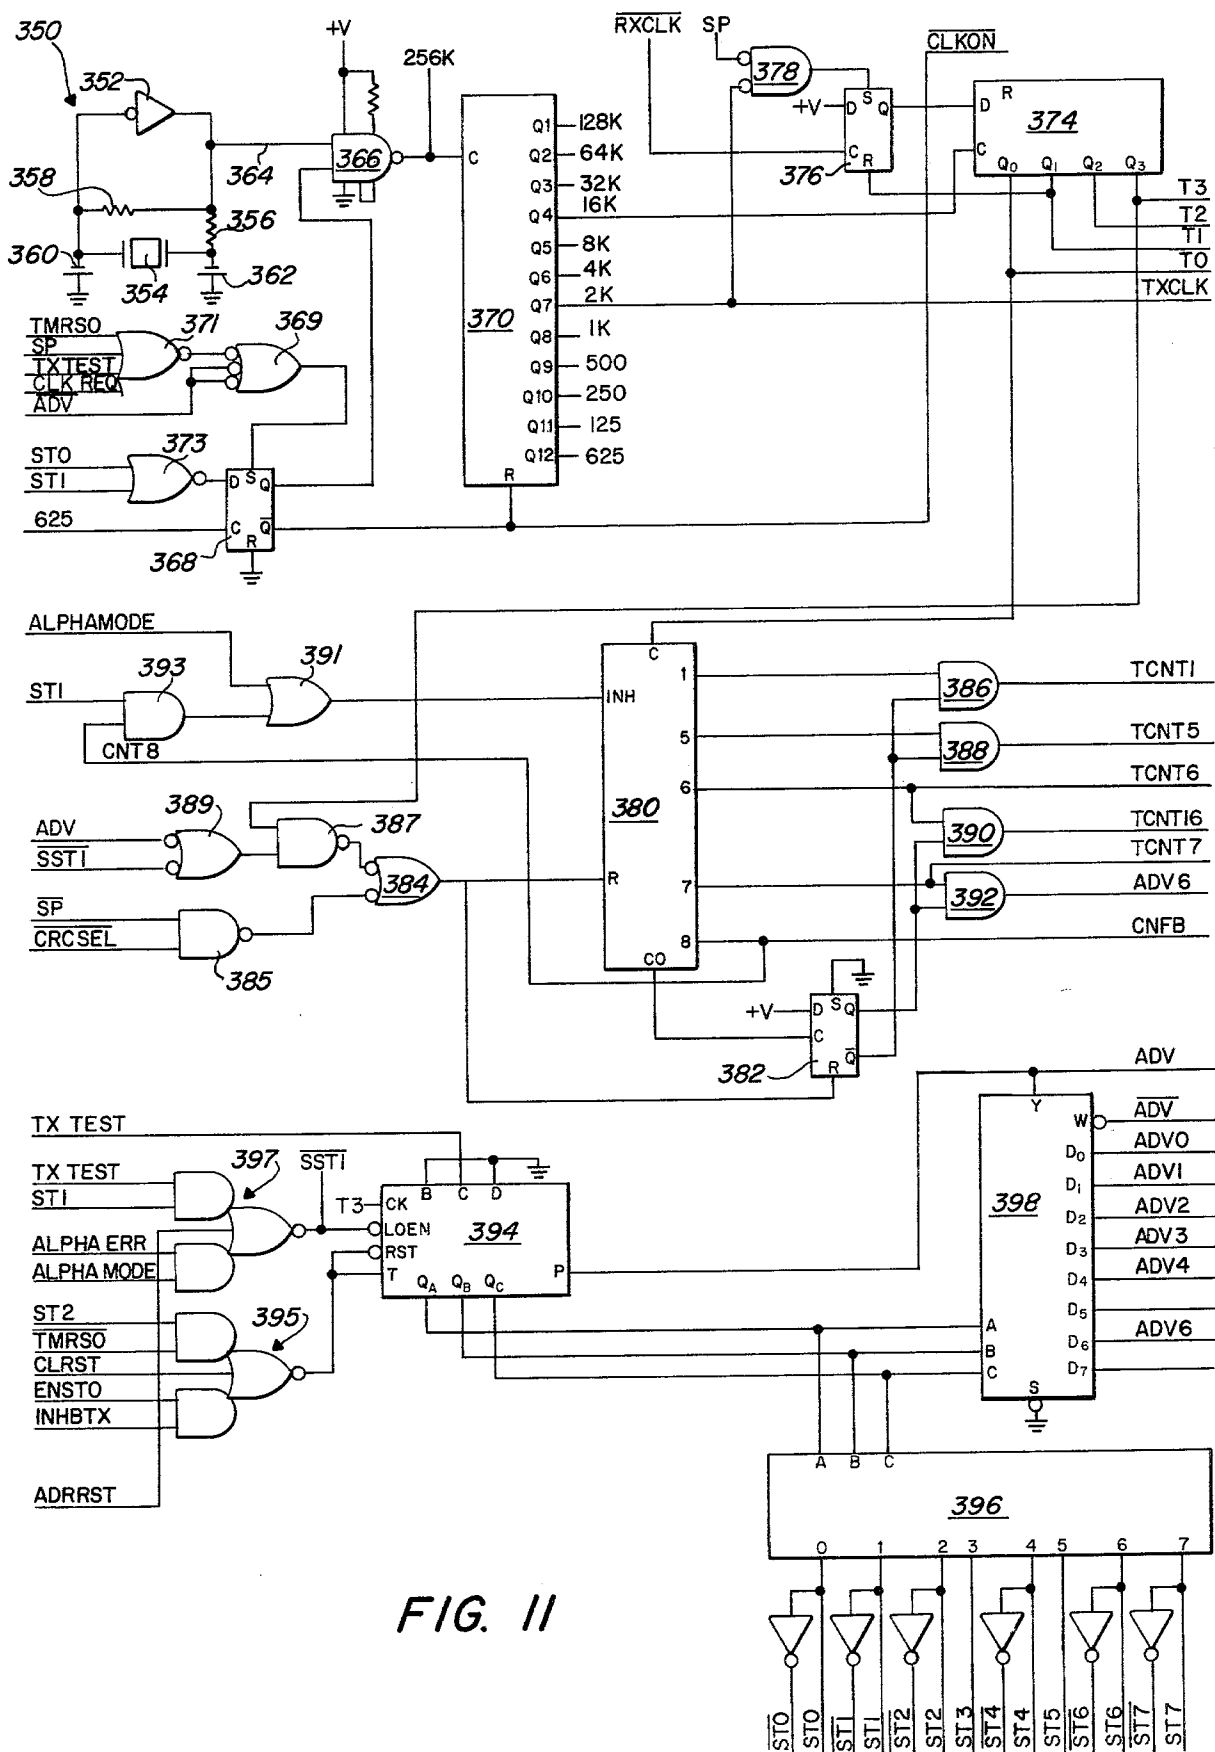 350
352
+V
256K
RXCLK
SP
CLKON
378
+V
D S Q
C R
376
D R
374
C
Q0 Q1 Q2 Q3
T3
T2
T1
T0
TXCLK
358
364
366
356
360
354
362
C
370
Q1 128K
Q2 64K
Q3 32K
Q4 16K
Q5 8K
Q6 4K
Q7 2K
Q8 1K
Q9 500
Q10 250
Q11 125
Q12 625
R
TMRSO
SP
TXTEST
CLK REQ
ADV
371
369
STO
ST1
373
625
D S Q
C Q
R
368
ALPHAMODE
ST1
393
391
CNT8
C
INH
380
R
CO
1
5
6
7
8
386
388
390
392
TCNT1
TCNT5
TCNT6
TCNT16
TCNT7
ADV6
CNFB
ADV
SST1
389
387
384
SP
CRCSEL
385
+V
D S Q
C Q
R
382
ADV
TX TEST
TX TEST
ST1
397
SST1
ALPHA ERR
ALPHA MODE
ST2
TMRSO
CLRST
ENSTO
INHBTX
395
ADRRST
T3
B C D
CK
LOEN
RST
T
394
P
QA QB QC
Y
W ADV
D0 ADV0
D1 ADV1
D2 ADV2
D3 ADV3
D4 ADV4
D5
D6 ADV6
D7
398
A
B
C
S
A B C
396
0 1 2 3 4 5 6 7
ST0 ST0 ST1 ST1 ST2 ST2 ST3 ST4 ST4 ST5 ST6 ST6 ST7 ST7
FIG. 11